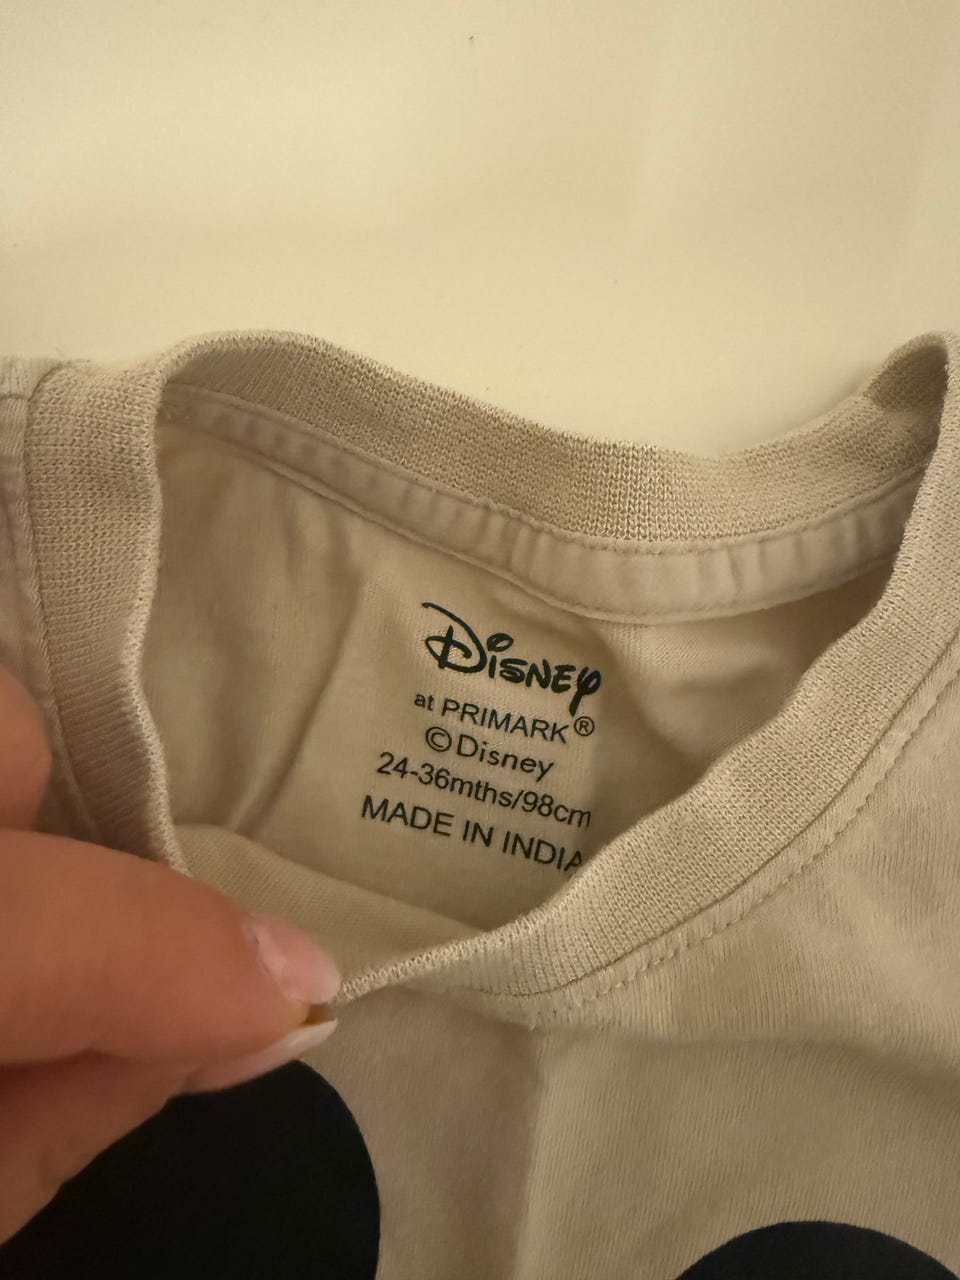 Disney
at PRIMARK®
©Disney
24-36mths/98cm
MADE IN INDIA